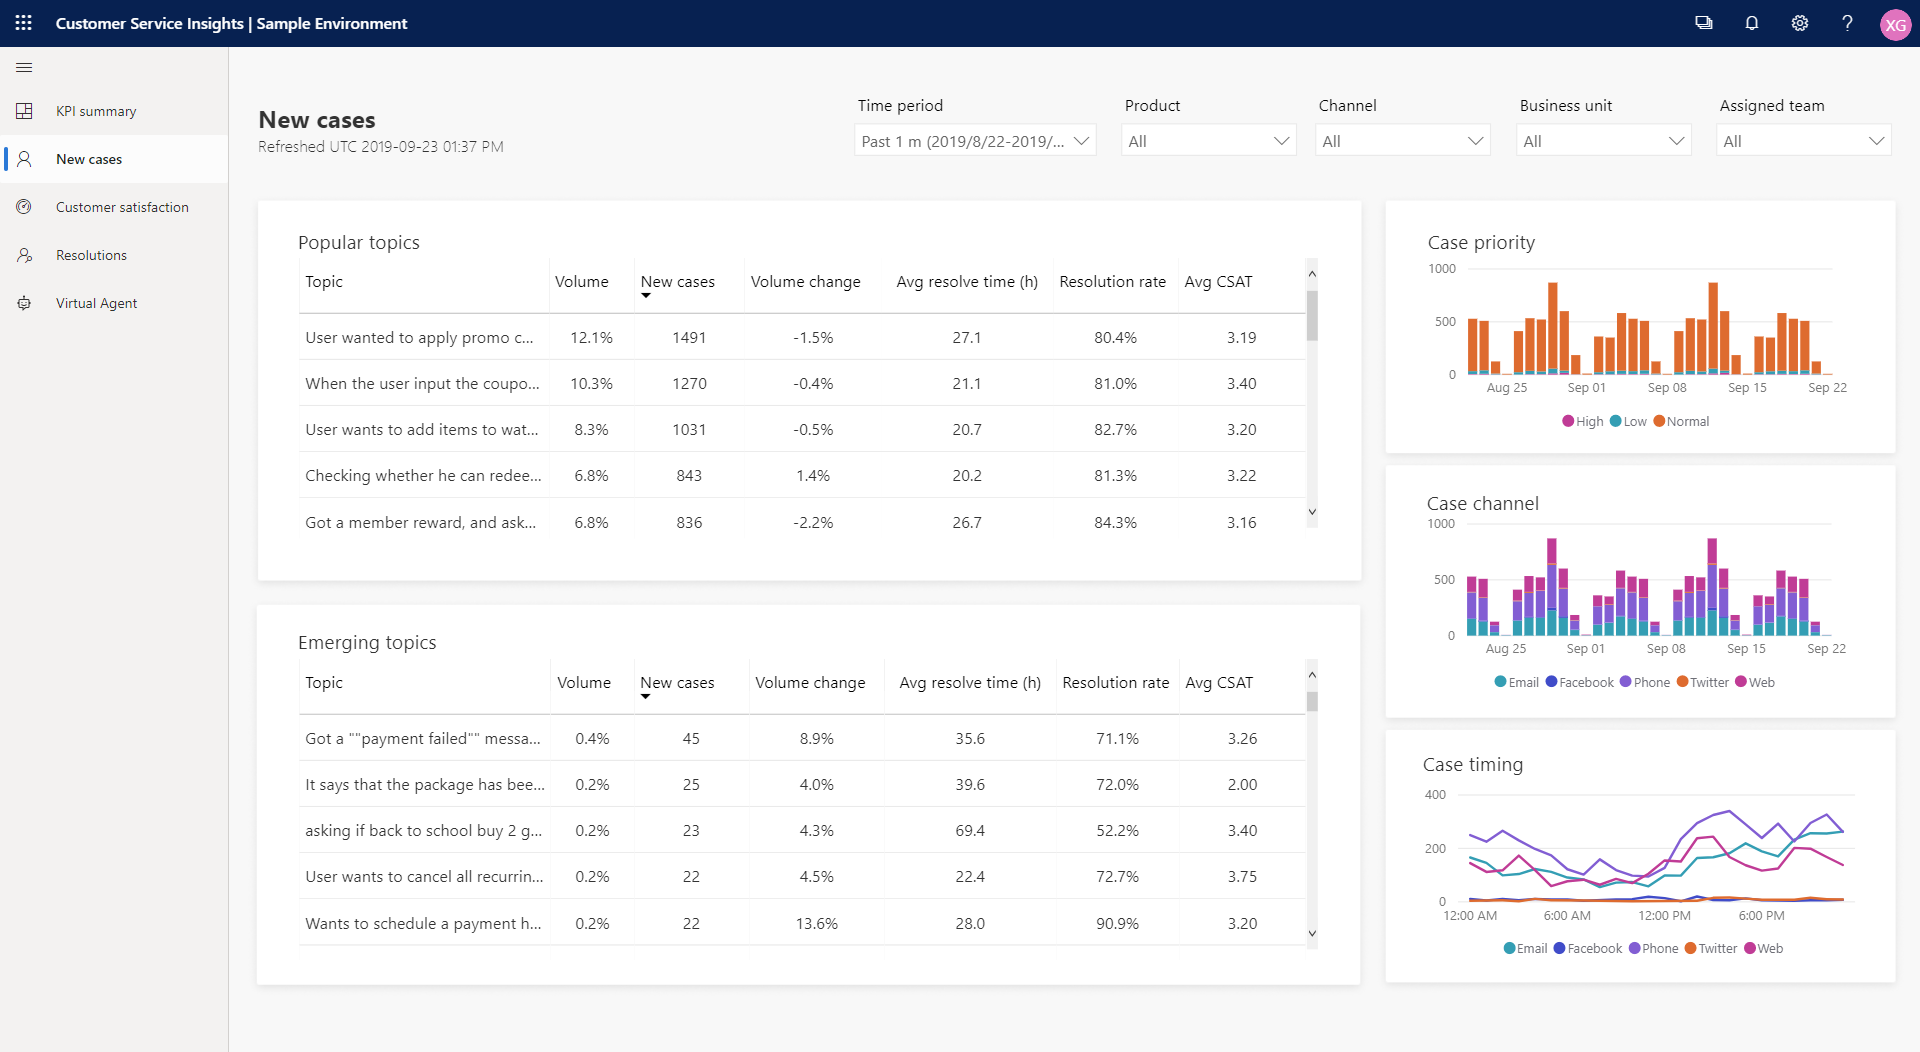 Customer Service Insights | Sample Environment
XG
KPI summary
New cases
Customer satisfaction
Resolutions
Virtual Agent
New cases
Refreshed UTC 2019-09-23 01:37 PM
Time period Product Channel Business unit Assigned team
Past 1 m (2019/8/22-2019/... All All All All
Popular topics
Topic Volume New cases Volume change Avg resolve time (h) Resolution rate Avg CSAT
User wanted to apply promo c... 12.1% 1491 -1.5% 27.1 80.4% 3.19
When the user input the coupo... 10.3% 1270 -0.4% 21.1 81.0% 3.40
User wants to add items to wat... 8.3% 1031 -0.5% 20.7 82.7% 3.20
Checking whether he can redee... 6.8% 843 1.4% 20.2 81.3% 3.22
Got a member reward, and ask... 6.8% 836 -2.2% 26.7 84.3% 3.16
Emerging topics
Topic Volume New cases Volume change Avg resolve time (h) Resolution rate Avg CSAT
Got a ""payment failed"" messa... 0.4% 45 8.9% 35.6 71.1% 3.26
It says that the package has bee... 0.2% 25 4.0% 39.6 72.0% 2.00
asking if back to school buy 2 g... 0.2% 23 4.3% 69.4 52.2% 3.40
User wants to cancel all recurrin... 0.2% 22 4.5% 22.4 72.7% 3.75
Wants to schedule a payment h... 0.2% 22 13.6% 28.0 90.9% 3.20
Case priority
1000
500
0
Aug 25 Sep 01 Sep 08 Sep 15 Sep 22
High Low Normal
Case channel
1000
500
0
Aug 25 Sep 01 Sep 08 Sep 15 Sep 22
Email Facebook Phone Twitter Web
Case timing
400
200
0
12:00 AM 6:00 AM 12:00 PM 6:00 PM
Email Facebook Phone Twitter Web